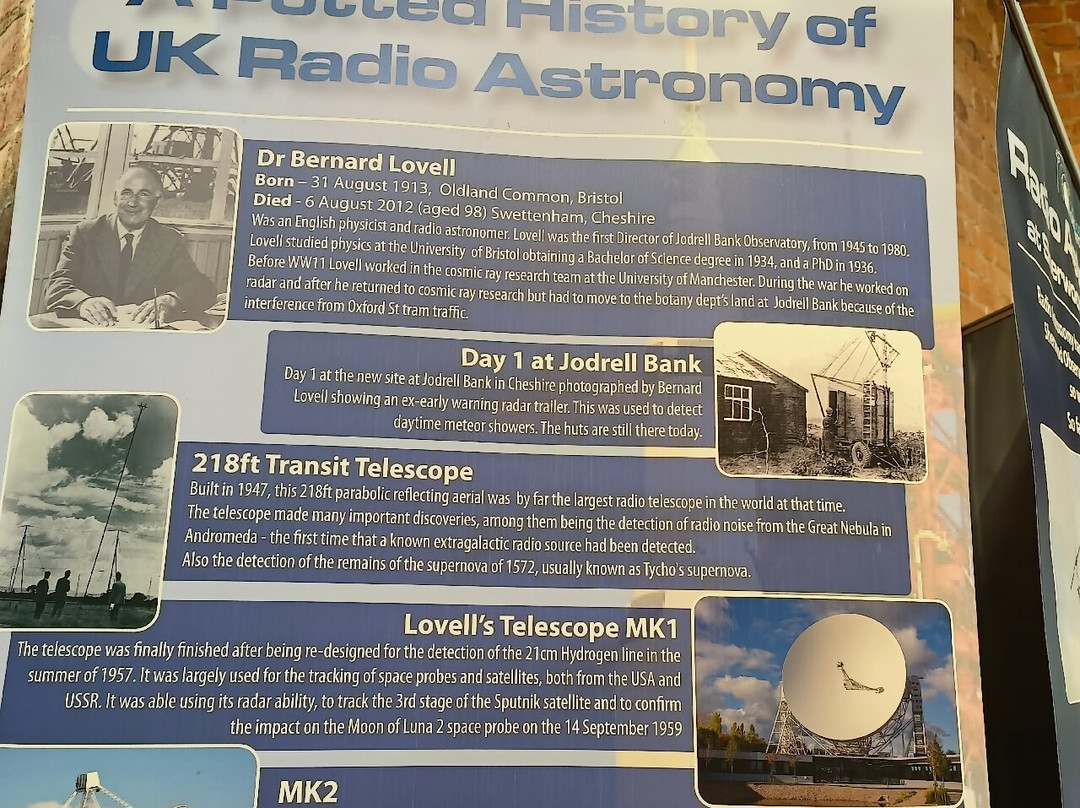 A Potted History of
UK Radio Astronomy
Dr Bernard Lovell
Born – 31 August 1913, Oldland Common, Bristol
Died - 6 August 2012 (aged 98) Swettenham, Cheshire
Was an English physicist and radio astronomer. Lovell was the first Director of Jodrell Bank Observatory, from 1945 to 1980.
Lovell studied physics at the University of Bristol obtaining a Bachelor of Science degree in 1934, and a PhD in 1936.
Before WW11 Lovell worked in the cosmic ray research team at the University of Manchester. During the war he worked on
radar and after he returned to cosmic ray research but had to move to the botany dept's land at Jodrell Bank because of the
interference from Oxford St tram traffic.
Day 1 at Jodrell Bank
Day 1 at the new site at Jodrell Bank in Cheshire photographed by Bernard
Lovell showing an ex-early warning radar trailer. This was used to detect
daytime meteor showers. The huts are still there today.
218ft Transit Telescope
Built in 1947, this 218ft parabolic reflecting aerial was by far the largest radio telescope in the world at that time.
The telescope made many important discoveries, among them being the detection of radio noise from the Great Nebula in
Andromeda - the first time that a known extragalactic radio source had been detected.
Also the detection of the remains of the supernova of 1572, usually known as Tycho's supernova.
Lovell's Telescope MK1
The telescope was finally finished after being re-designed for the detection of the 21cm Hydrogen line in the
summer of 1957. It was largely used for the tracking of space probes and satellites, both from the USA and
USSR. It was able using its radar ability, to track the 3rd stage of the Sputnik satellite and to confirm
the impact on the Moon of Luna 2 space probe on the 14 September 1959
MK2